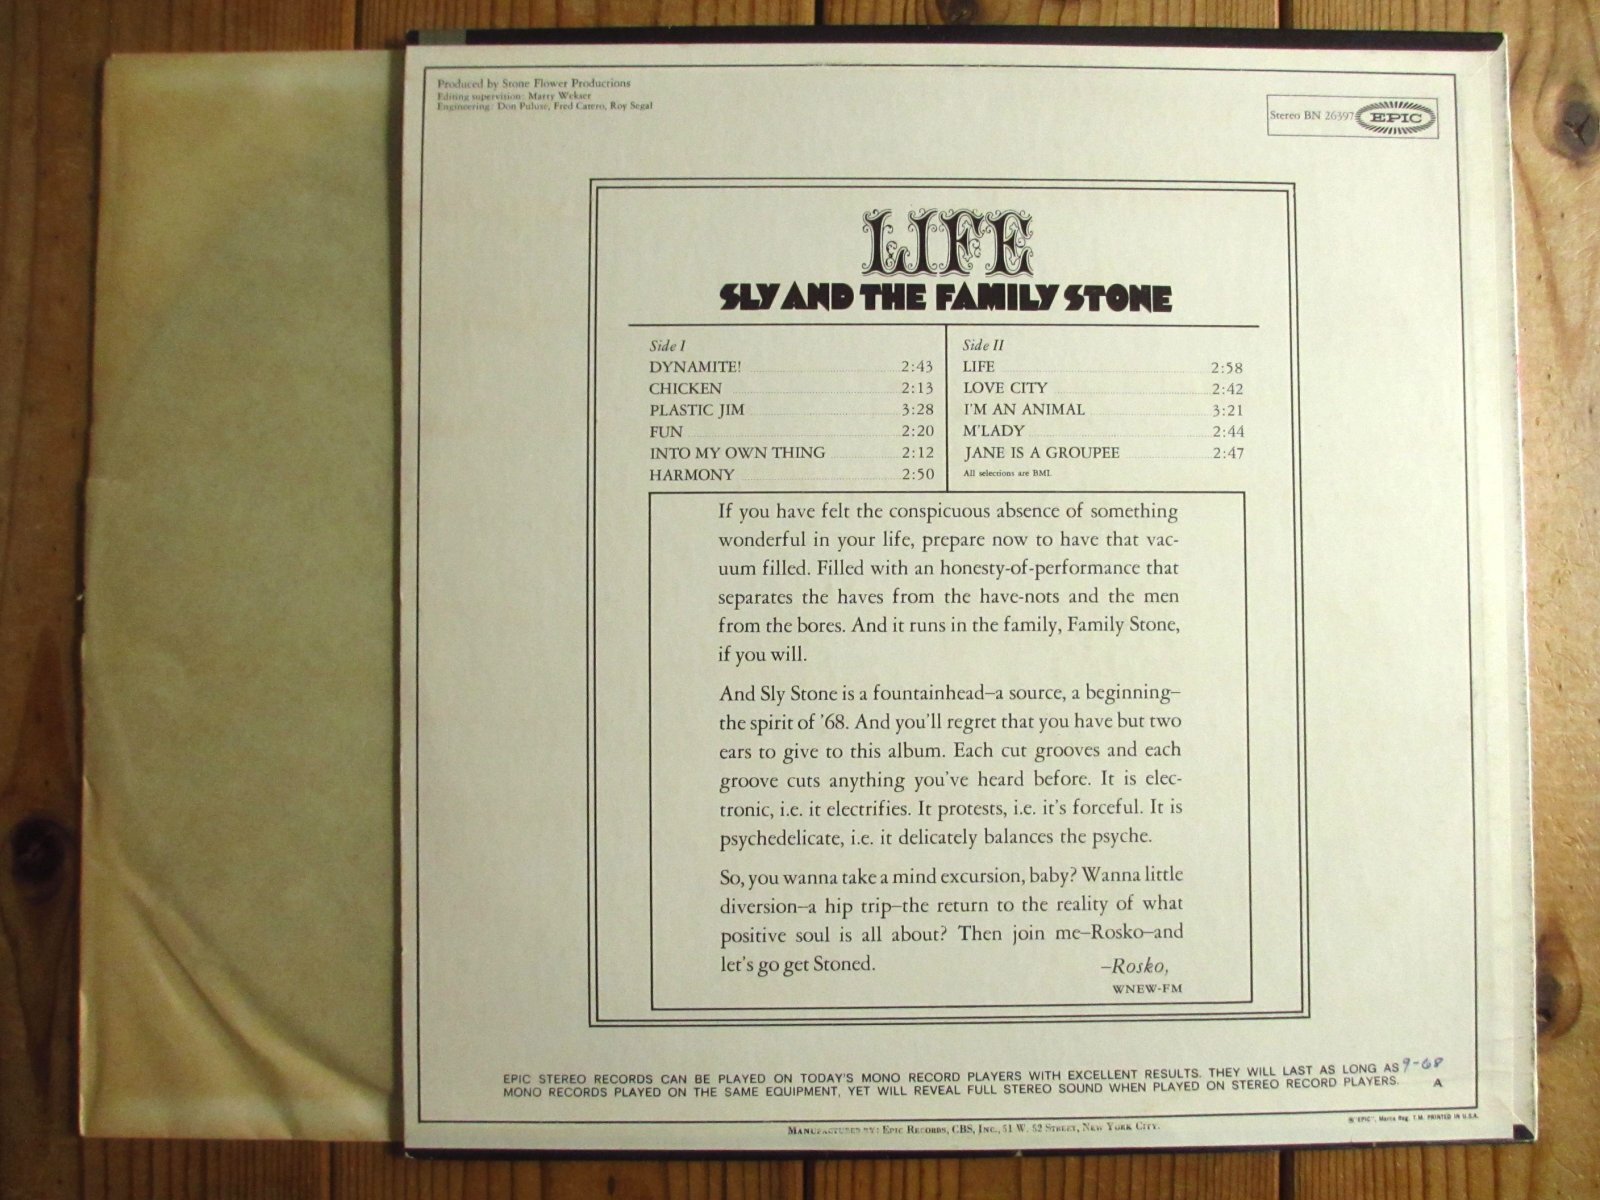 Produced by Stone Flower Productions
Editing supervision: Marry Wekser
Engineering: Don Puluse, Fred Catero, Roy Segal
Stereo BN 26397 EPIC
LIFE
SLY AND THE FAMILY STONE
Side I
DYNAMITE! 2:43
CHICKEN 2:13
PLASTIC JIM 3:28
FUN 2:20
INTO MY OWN THING 2:12
HARMONY 2:50
Side II
LIFE 2:58
LOVE CITY 2:42
I'M AN ANIMAL 3:21
M'LADY 2:44
JANE IS A GROUPEE 2:47
All selections are BMI.
If you have felt the conspicuous absence of something
wonderful in your life, prepare now to have that vac-
uum filled. Filled with an honesty-of-performance that
separates the haves from the have-nots and the men
from the bores. And it runs in the family, Family Stone,
if you will.
And Sly Stone is a fountainhead—a source, a beginning—
the spirit of '68. And you'll regret that you have but two
ears to give to this album. Each cut grooves and each
groove cuts anything you've heard before. It is elec-
tronic, i.e. it electrifies. It protests, i.e. it's forceful. It is
psychedelicate, i.e. it delicately balances the psyche.
So, you wanna take a mind excursion, baby? Wanna little
diversion—a hip trip—the return to the reality of what
positive soul is all about? Then join me—Rosko—and
let's go get Stoned. —Rosko,
WNEW-FM
EPIC STEREO RECORDS CAN BE PLAYED ON TODAY'S MONO RECORD PLAYERS WITH EXCELLENT RESULTS. THEY WILL LAST AS LONG AS 9-68
MONO RECORDS PLAYED ON THE SAME EQUIPMENT, YET WILL REVEAL FULL STEREO SOUND WHEN PLAYED ON STEREO RECORD PLAYERS. A
® "EPIC", Marca Reg. T.M. PRINTED IN U.S.A.
Manufactured by: Epic Records, CBS, Inc., 51 W. 52 Street, New York City.